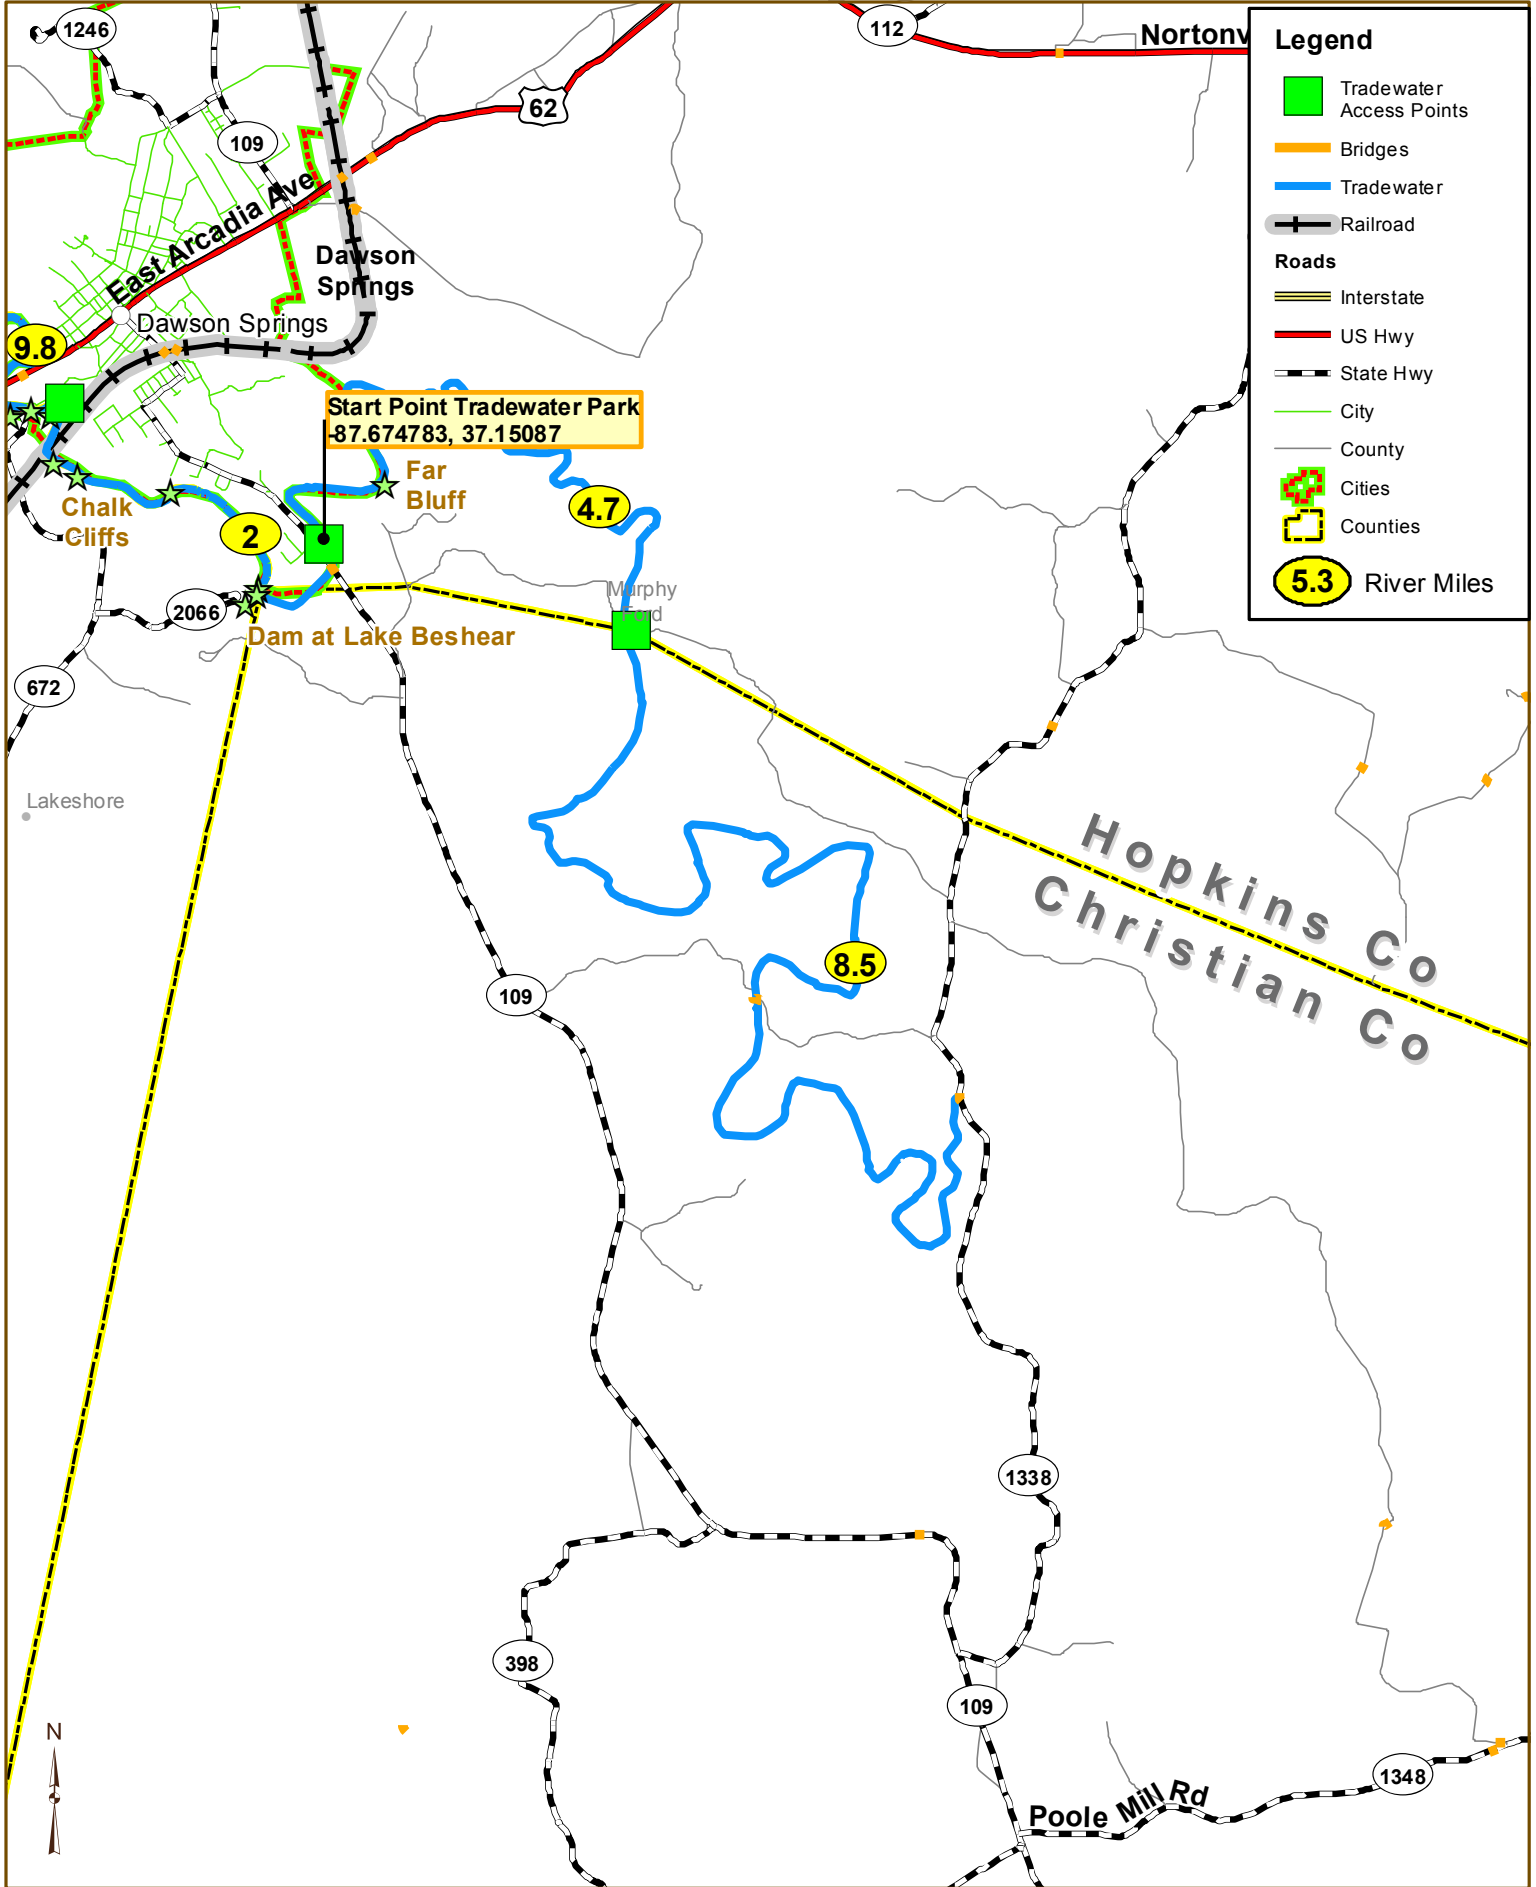 1246
112
Nortonv
62
109
East Arcadia Ave
Dawson
Springs
Dawson Springs
9.8
Start Point Tradewater Park
-87.674783, 37.15087
Far
Bluff
4.7
Chalk
Cliffs
2
Murphy
Ford
2066
Dam at Lake Beshear
672
Lakeshore
Hopkins Co
Christian Co
8.5
109
1338
398
109
1348
Poole Mill Rd
N
Legend
Tradewater
Access Points
Bridges
Tradewater
Railroad
Roads
Interstate
US Hwy
State Hwy
City
County
Cities
Counties
5.3 River Miles